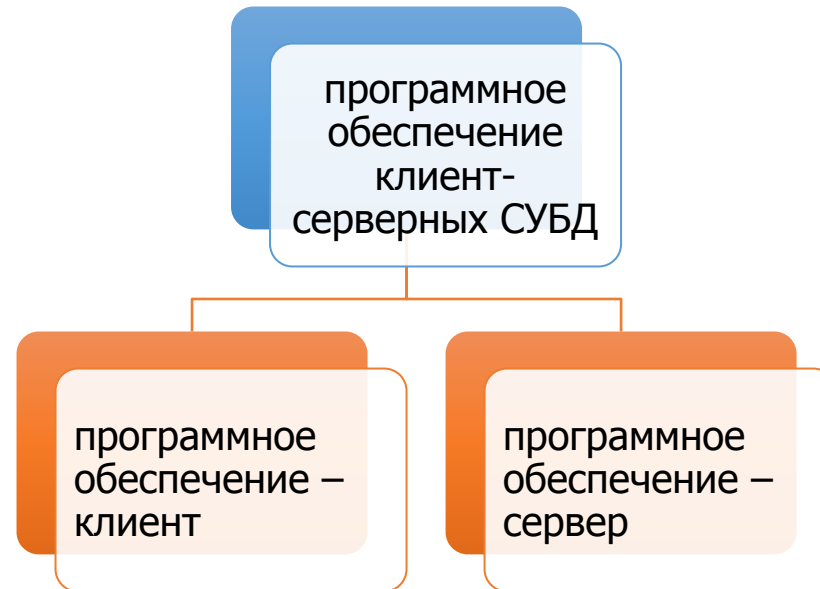 программное
обеспечение
клиент-
серверных СУБД
программное
обеспечение –
клиент
программное
обеспечение –
сервер